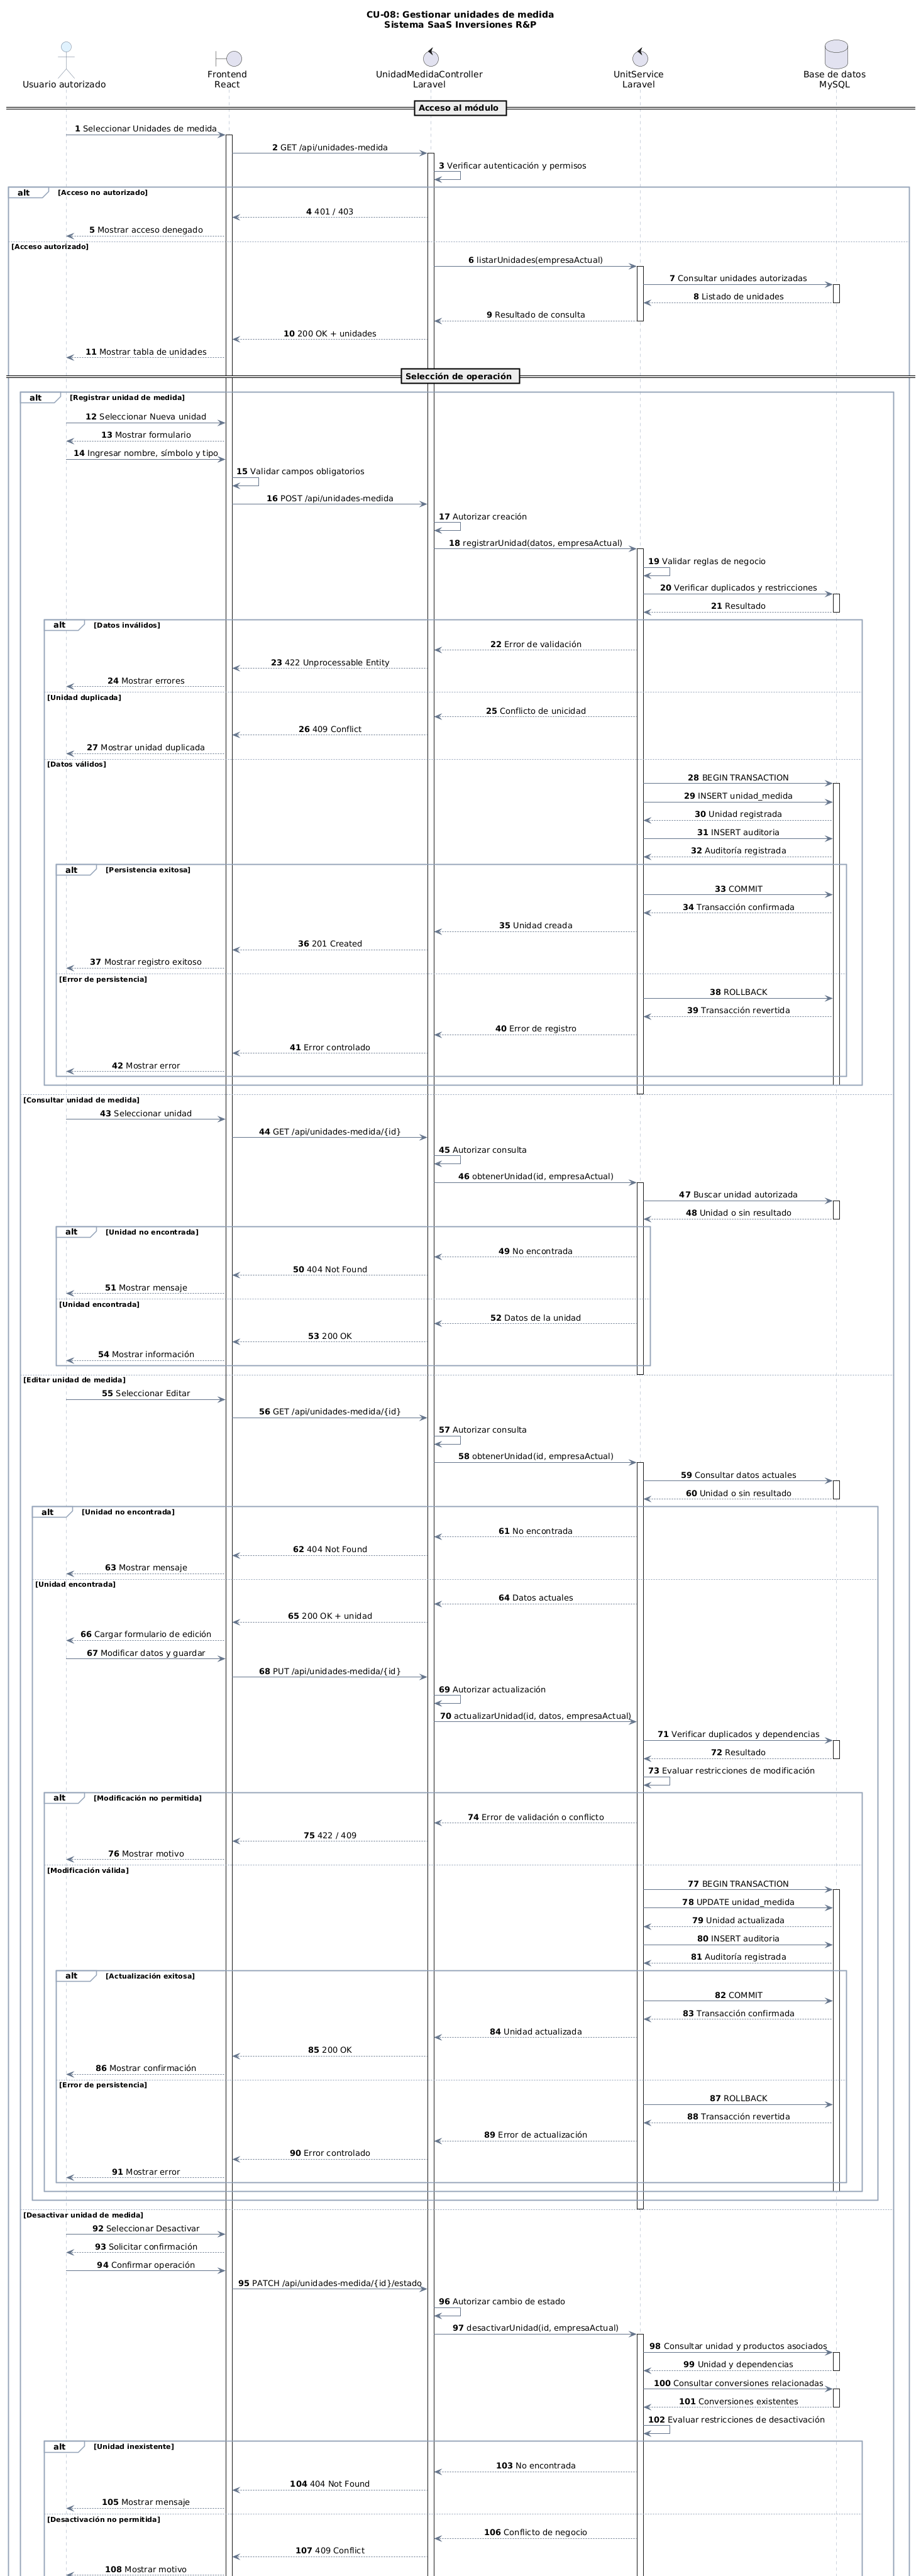 CU-08: Gestionar unidades de medida
Sistema SaaS Inversiones R&P
Usuario autorizado
Frontend
React
UnidadMedidaController
Laravel
UnitService
Laravel
Base de datos
MySQL
Acceso al módulo
1 Seleccionar Unidades de medida
2 GET /api/unidades-medida
3 Verificar autenticación y permisos
alt [Acceso no autorizado]
4 401 / 403
5 Mostrar acceso denegado
[Acceso autorizado]
6 listarUnidades(empresaActual)
7 Consultar unidades autorizadas
8 Listado de unidades
9 Resultado de consulta
10 200 OK + unidades
11 Mostrar tabla de unidades
Selección de operación
alt [Registrar unidad de medida]
12 Seleccionar Nueva unidad
13 Mostrar formulario
14 Ingresar nombre, símbolo y tipo
15 Validar campos obligatorios
16 POST /api/unidades-medida
17 Autorizar creación
18 registrarUnidad(datos, empresaActual)
19 Validar reglas de negocio
20 Verificar duplicados y restricciones
21 Resultado
alt [Datos inválidos]
22 Error de validación
23 422 Unprocessable Entity
24 Mostrar errores
[Unidad duplicada]
25 Conflicto de unicidad
26 409 Conflict
27 Mostrar unidad duplicada
[Datos válidos]
28 BEGIN TRANSACTION
29 INSERT unidad_medida
30 Unidad registrada
31 INSERT auditoria
32 Auditoría registrada
alt [Persistencia exitosa]
33 COMMIT
34 Transacción confirmada
35 Unidad creada
36 201 Created
37 Mostrar registro exitoso
[Error de persistencia]
38 ROLLBACK
39 Transacción revertida
40 Error de registro
41 Error controlado
42 Mostrar error
[Consultar unidad de medida]
43 Seleccionar unidad
44 GET /api/unidades-medida/{id}
45 Autorizar consulta
46 obtenerUnidad(id, empresaActual)
47 Buscar unidad autorizada
48 Unidad o sin resultado
alt [Unidad no encontrada]
49 No encontrada
50 404 Not Found
51 Mostrar mensaje
[Unidad encontrada]
52 Datos de la unidad
53 200 OK
54 Mostrar información
[Editar unidad de medida]
55 Seleccionar Editar
56 GET /api/unidades-medida/{id}
57 Autorizar consulta
58 obtenerUnidad(id, empresaActual)
59 Consultar datos actuales
60 Unidad o sin resultado
alt [Unidad no encontrada]
61 No encontrada
62 404 Not Found
63 Mostrar mensaje
[Unidad encontrada]
64 Datos actuales
65 200 OK + unidad
66 Cargar formulario de edición
67 Modificar datos y guardar
68 PUT /api/unidades-medida/{id}
69 Autorizar actualización
70 actualizarUnidad(id, datos, empresaActual)
71 Verificar duplicados y dependencias
72 Resultado
73 Evaluar restricciones de modificación
alt [Modificación no permitida]
74 Error de validación o conflicto
75 422 / 409
76 Mostrar motivo
[Modificación válida]
77 BEGIN TRANSACTION
78 UPDATE unidad_medida
79 Unidad actualizada
80 INSERT auditoria
81 Auditoría registrada
alt [Actualización exitosa]
82 COMMIT
83 Transacción confirmada
84 Unidad actualizada
85 200 OK
86 Mostrar confirmación
[Error de persistencia]
87 ROLLBACK
88 Transacción revertida
89 Error de actualización
90 Error controlado
91 Mostrar error
[Desactivar unidad de medida]
92 Seleccionar Desactivar
93 Solicitar confirmación
94 Confirmar operación
95 PATCH /api/unidades-medida/{id}/estado
96 Autorizar cambio de estado
97 desactivarUnidad(id, empresaActual)
98 Consultar unidad y productos asociados
99 Unidad y dependencias
100 Consultar conversiones relacionadas
101 Conversiones existentes
102 Evaluar restricciones de desactivación
alt [Unidad inexistente]
103 No encontrada
104 404 Not Found
105 Mostrar mensaje
[Desactivación no permitida]
106 Conflicto de negocio
107 409 Conflict
108 Mostrar motivo